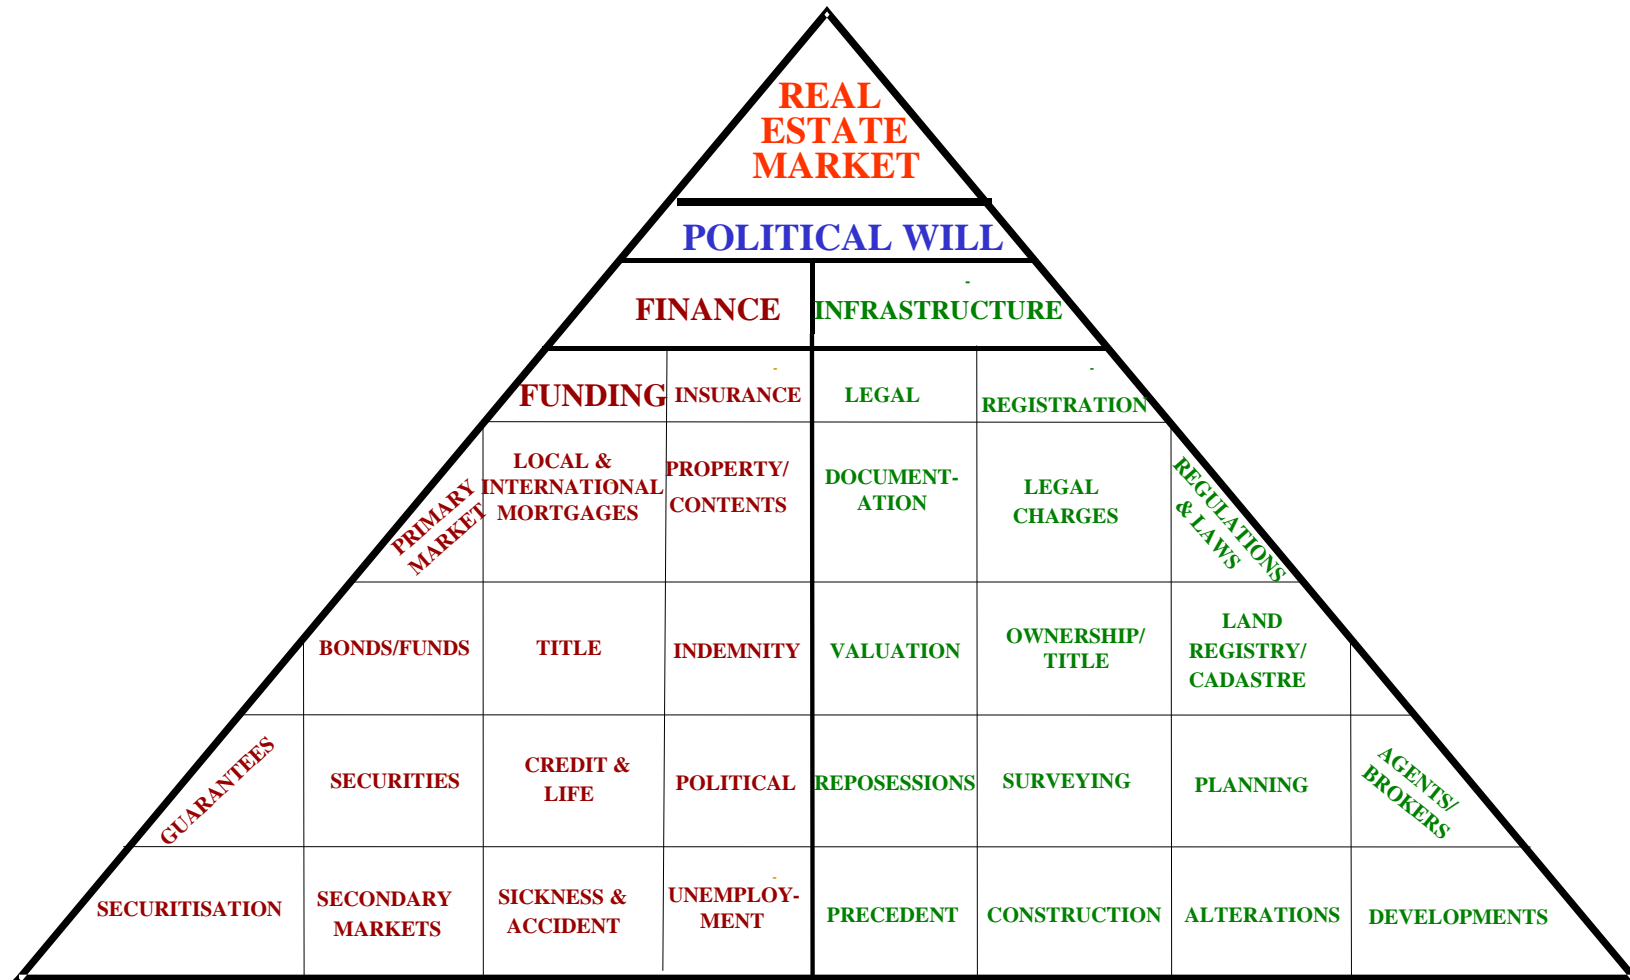 REAL
ESTATE
MARKET
POLITICAL WILL
FINANCE
INFRASTRUCTURE
FUNDING
INSURANCE
LEGAL
REGISTRATION
PRIMARY
MARKET
LOCAL &
INTERNATIONAL
MORTGAGES
PROPERTY/
CONTENTS
DOCUMENT-
ATION
LEGAL
CHARGES
REGULATIONS
& LAWS
BONDS/FUNDS
TITLE
INDEMNITY
VALUATION
OWNERSHIP/
TITLE
LAND
REGISTRY/
CADASTRE
GUARANTEES
SECURITIES
CREDIT &
LIFE
POLITICAL
REPOSESSIONS
SURVEYING
PLANNING
AGENTS/
BROKERS
SECURITISATION
SECONDARY
MARKETS
SICKNESS &
ACCIDENT
UNEMPLOY-
MENT
PRECEDENT
CONSTRUCTION
ALTERATIONS
DEVELOPMENTS